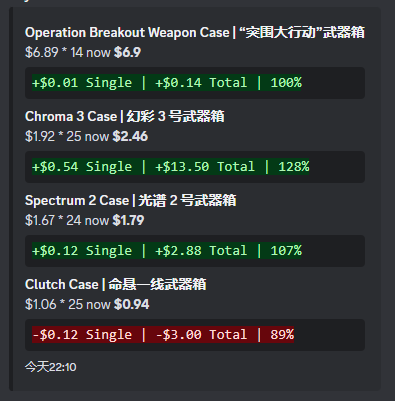 Operation Breakout Weapon Case | “突围大行动”武器箱
$6.89 * 14 now $6.9
+$0.01 Single | +$0.14 Total | 100%
Chroma 3 Case | 幻彩 3 号武器箱
$1.92 * 25 now $2.46
+$0.54 Single | +$13.50 Total | 128%
Spectrum 2 Case | 光谱 2 号武器箱
$1.67 * 24 now $1.79
+$0.12 Single | +$2.88 Total | 107%
Clutch Case | 命悬一线武器箱
$1.06 * 25 now $0.94
-$0.12 Single | -$3.00 Total | 89%
今天22:10